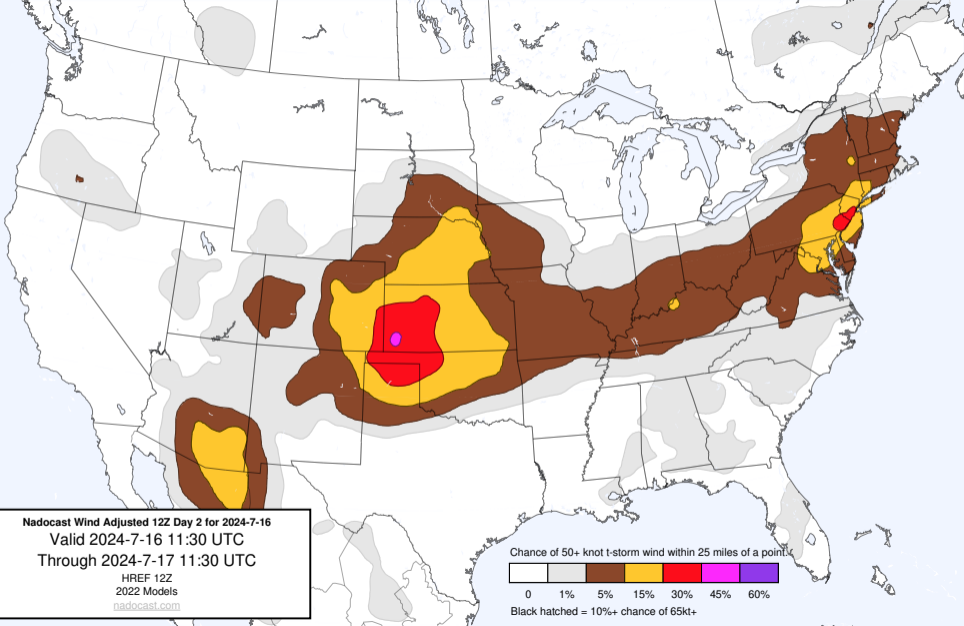 Nadocast Wind Adjusted 12Z Day 2 for 2024-7-16
Valid 2024-7-16 11:30 UTC
Through 2024-7-17 11:30 UTC
HREF 12Z
2022 Models
nadocast.com
Chance of 50+ knot t-storm wind within 25 miles of a point.
0 1% 5% 15% 30% 45% 60%
Black hatched = 10%+ chance of 65kt+